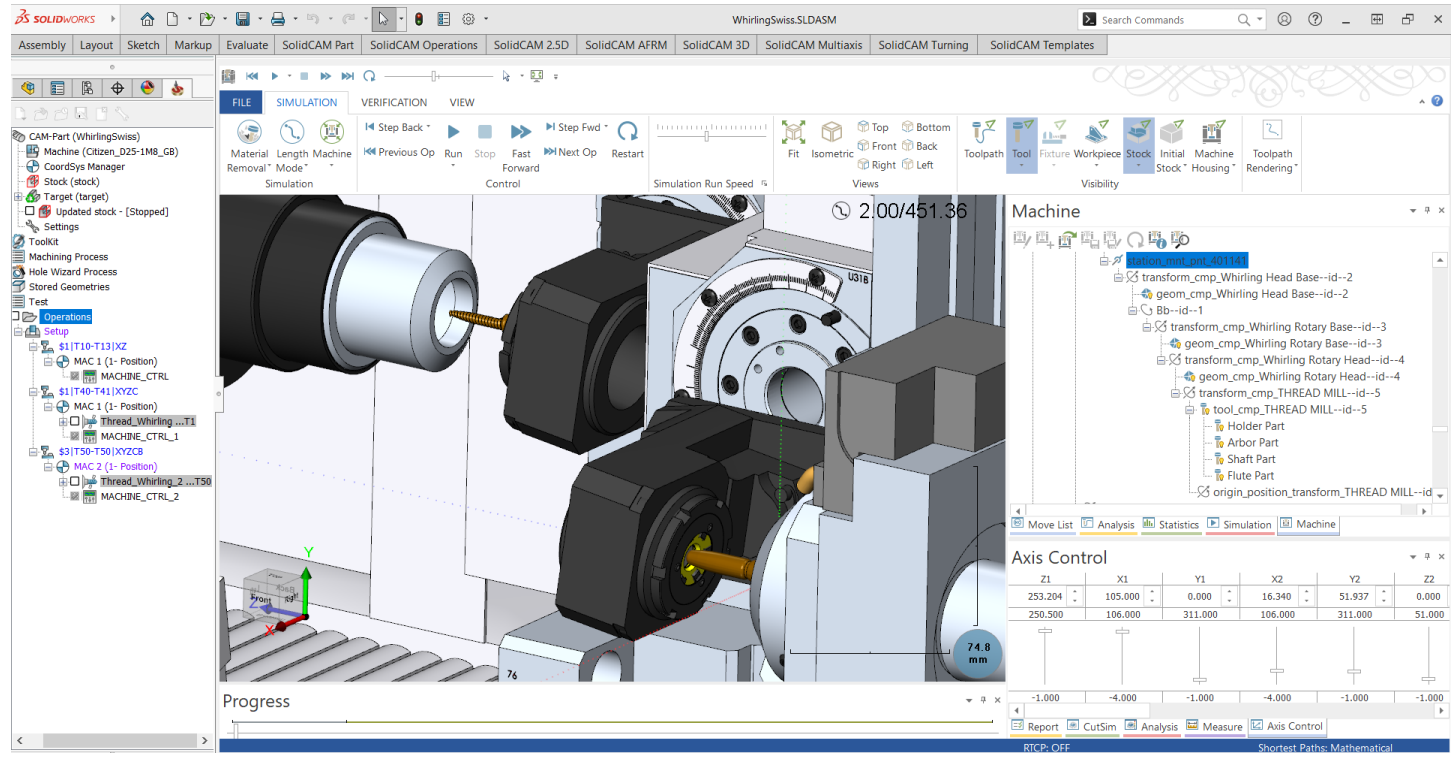 SOLIDWORKS
WhirlingSwiss.SLDASM
Search Commands
Assembly Layout Sketch Markup Evaluate SolidCAM Part SolidCAM Operations SolidCAM 2.5D SolidCAM AFRM SolidCAM 3D SolidCAM Multiaxis SolidCAM Turning SolidCAM Templates
CAM-Part (WhirlingSwiss)
Machine (Citizen_D25-1M8_GB)
CoordSys Manager
Stock (stock)
Target (target)
Updated stock - [Stopped]
Settings
ToolKit
Machining Process
Hole Wizard Process
Stored Geometries
Test
Operations
Setup
$1|T10-T13|XZ
MAC 1 (1- Position)
MACHINE_CTRL
$1|T40-T41|XYZC
MAC 1 (1- Position)
Thread_Whirling ...T1
MACHINE_CTRL_1
$3|T50-T50|XYZCB
MAC 2 (1- Position)
Thread_Whirling_2 ...T50
MACHINE_CTRL_2
FILE SIMULATION VERIFICATION VIEW
Material Removal
Length Mode
Machine
Simulation
Step Back
Previous Op
Run
Stop
Fast Forward
Step Fwd
Next Op
Restart
Control
Simulation Run Speed
Fit
Isometric
Top Bottom
Front Back
Right Left
Views
Toolpath
Tool
Fixture
Workpiece
Stock
Initial Stock
Machine Housing
Visibility
Toolpath Rendering
2.00/451.36
U31B
76
74.8
mm
Y
Z
X
Front
Progress
Machine
station_mnt_pnt_401141
transform_cmp_Whirling Head Base--id--2
geom_cmp_Whirling Head Base--id--2
Bb--id--1
transform_cmp_Whirling Rotary Base--id--3
geom_cmp_Whirling Rotary Base--id--3
transform_cmp_Whirling Rotary Head--id--4
geom_cmp_Whirling Rotary Head--id--4
transform_cmp_THREAD MILL--id--5
tool_cmp_THREAD MILL--id--5
Holder Part
Arbor Part
Shaft Part
Flute Part
origin_position_transform_THREAD MILL--id
Move List Analysis Statistics Simulation Machine
Axis Control
Z1 X1 Y1 X2 Y2 Z2
253.204 105.000 0.000 16.340 51.937 0.000
250.500 106.000 311.000 106.000 311.000 51.000
-1.000 -4.000 -1.000 -4.000 -1.000 -1.000
Report CutSim Analysis Measure Axis Control
RTCP: OFF
Shortest Paths: Mathematical